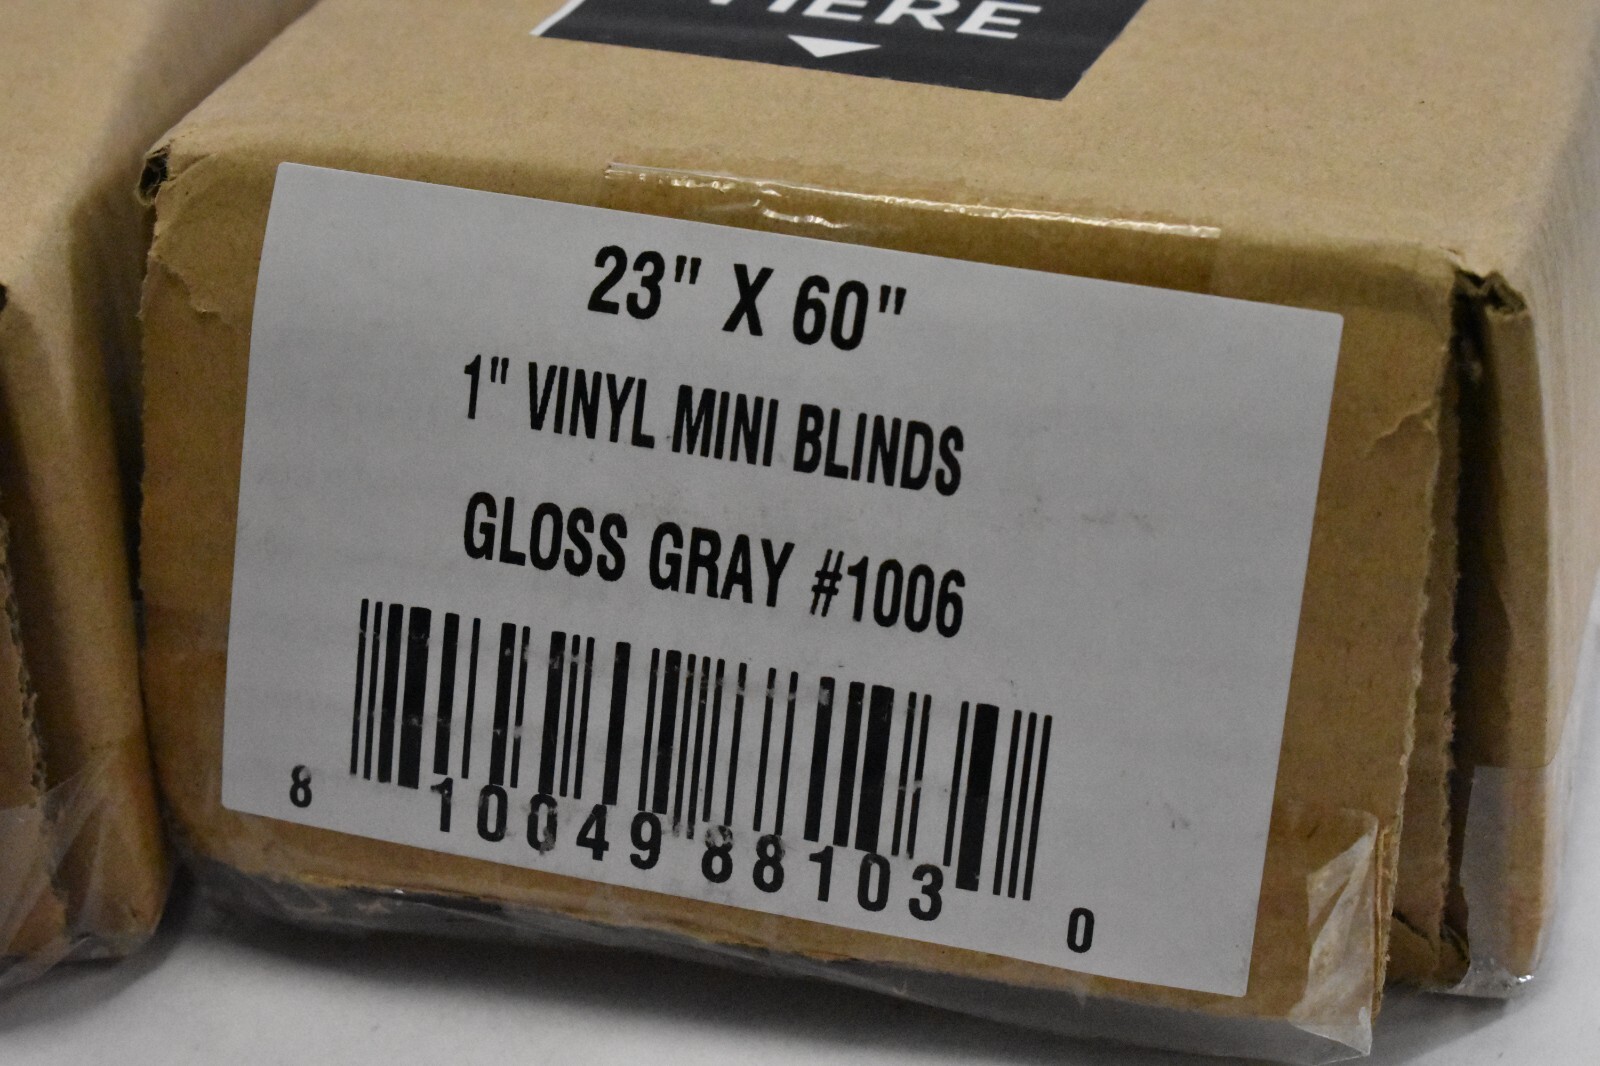 23" X 60"
1" VINYL MINI BLINDS
GLOSS GRAY #1006
8 10049 88103 0